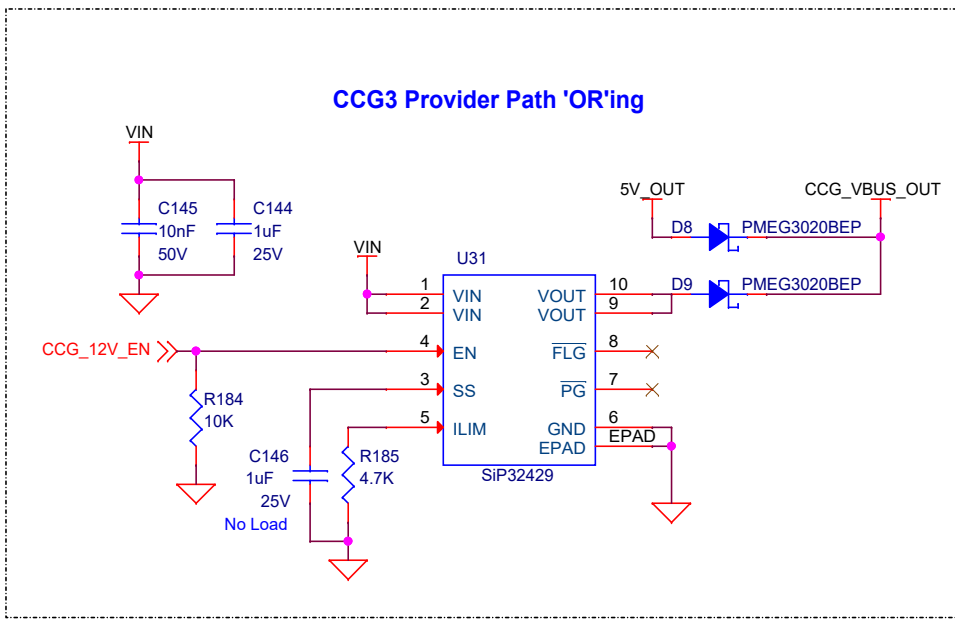 CCG3 Provider Path 'OR'ing
VIN
C145
10nF
50V
C144
1uF
25V
5V_OUT
CCG_VBUS_OUT
D8
PMEG3020BEP
D9
PMEG3020BEP
VIN
U31
1
VIN
2
VIN
4
EN
3
SS
5
ILIM
VOUT
10
VOUT
9
FLG
8
PG
7
GND
6
EPAD
EPAD
SiP32429
CCG_12V_EN
R184
10K
C146
1uF
25V
No Load
R185
4.7K